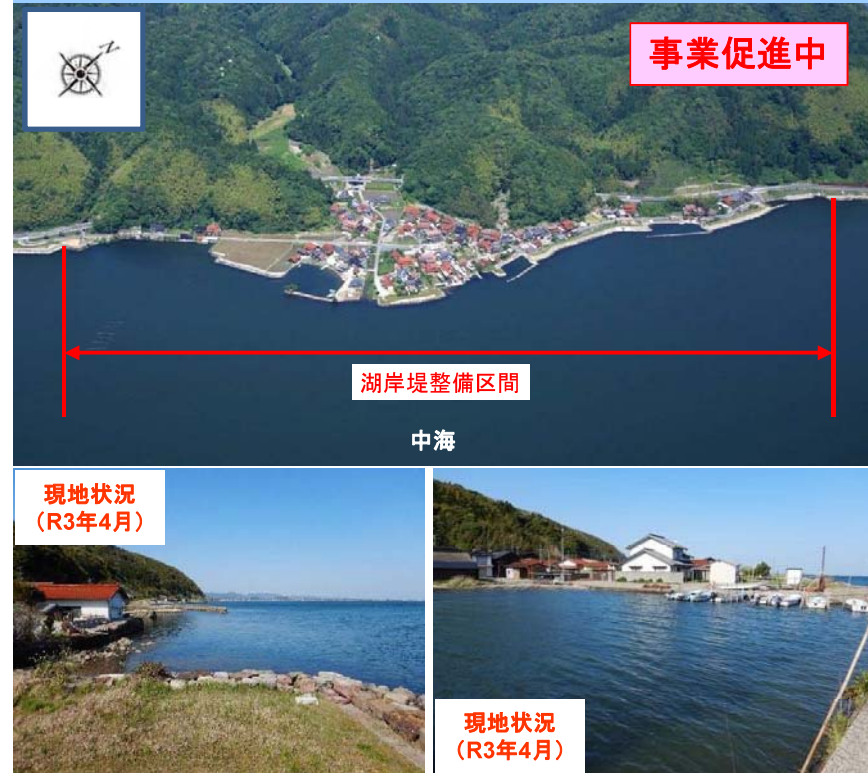 N
事業促進中
湖岸堤整備区間
中海
現地状況
（R3年4月）
現地状況
（R3年4月）